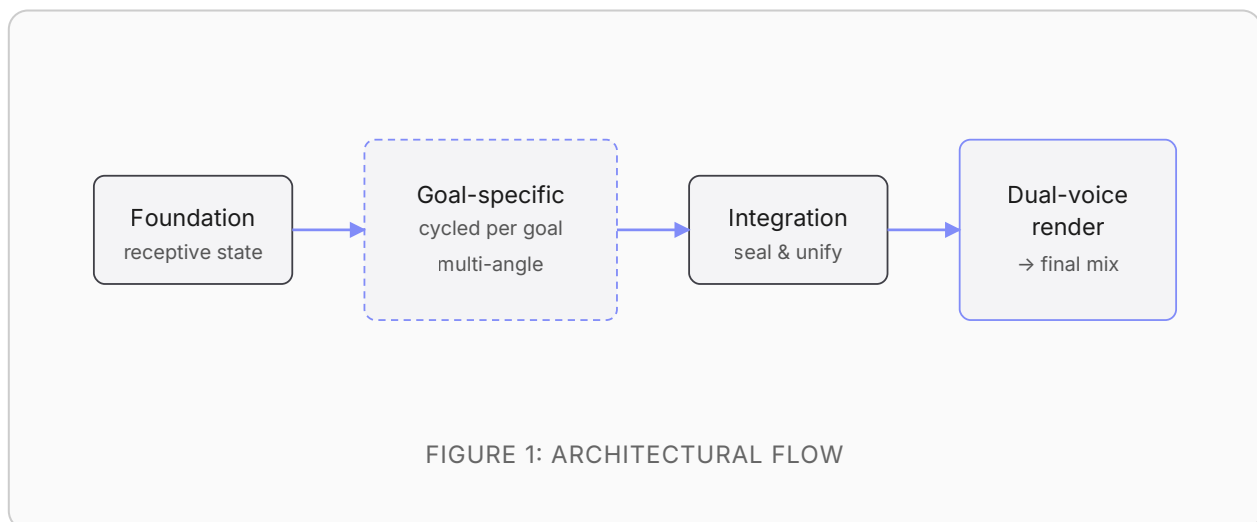 Foundation
receptive state
Goal-specific
cycled per goal
multi-angle
Integration
seal & unify
Dual-voice
render
→ final mix
FIGURE 1: ARCHITECTURAL FLOW